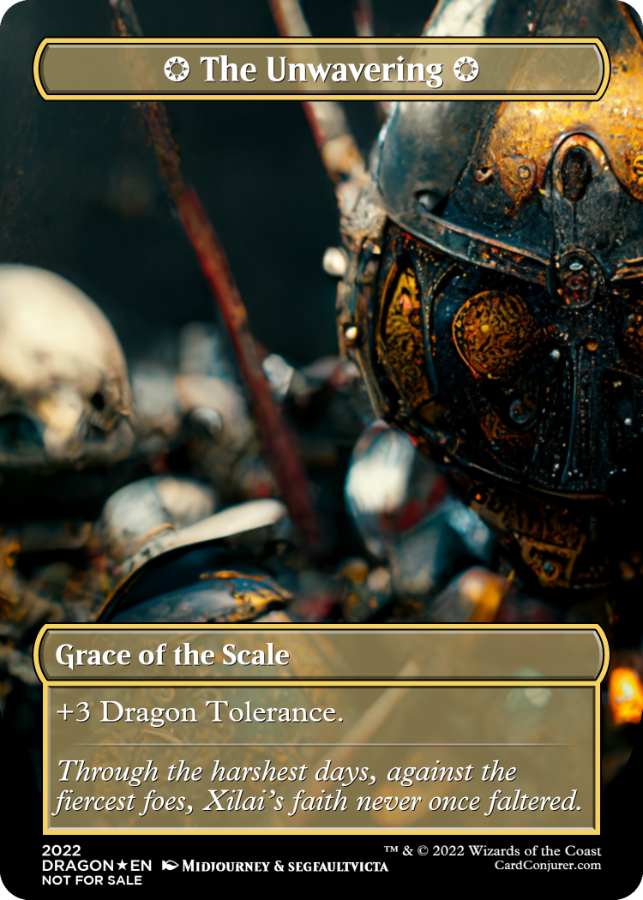 The Unwavering
Grace of the Scale
+3 Dragon Tolerance.
Through the harshest days, against the
fiercest foes, Xilai's faith never once faltered.
2022
DRAGON★EN MIDJOURNEY & SEGFAULTVICTA
NOT FOR SALE
™ & © 2022 Wizards of the Coast
CardConjurer.com